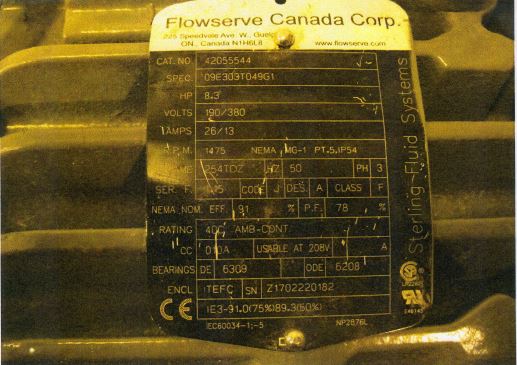 Flowserve Canada Corp.
225 Speedvale Ave. W., Guel
ON., Canada N1H6L8 www.flowserve.com
CAT. NO 42055544
SPEC. 09E303T049G1
HP 8.3
VOLTS 190/380
AMPS 26/13
R.P.M. 1475 NEMA MG-1 PT.5,IP54
254TDZ HZ 50 PH 3
SER. F. CODE J DES. A CLASS F
NEMA NOM. EFF. 91 % P.F. 78 %
RATING 40C AMB-CONT
CC 010A USABLE AT 208V A
BEARINGS DE 6309 ODE 6208
ENCL TEFC SN Z1702220182
CE IE3-91.0(75%)89.3(50%)
IEC60034-1;-5 NP2876L
Sterling Fluid Systems